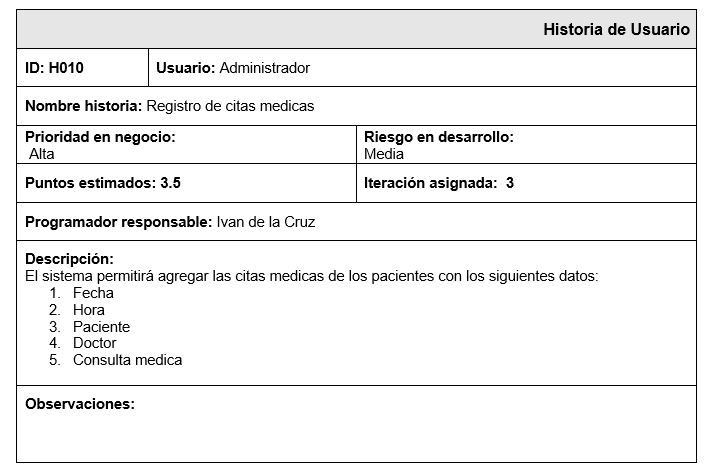 Historia de Usuario
ID: H010
Usuario: Administrador
Nombre historia: Registro de citas medicas
Prioridad en negocio:
Alta
Riesgo en desarrollo:
Media
Puntos estimados: 3.5
Iteración asignada: 3
Programador responsable: Ivan de la Cruz
Descripción:
El sistema permitirá agregar las citas medicas de los pacientes con los siguientes datos:
1. Fecha
2. Hora
3. Paciente
4. Doctor
5. Consulta medica
Observaciones: